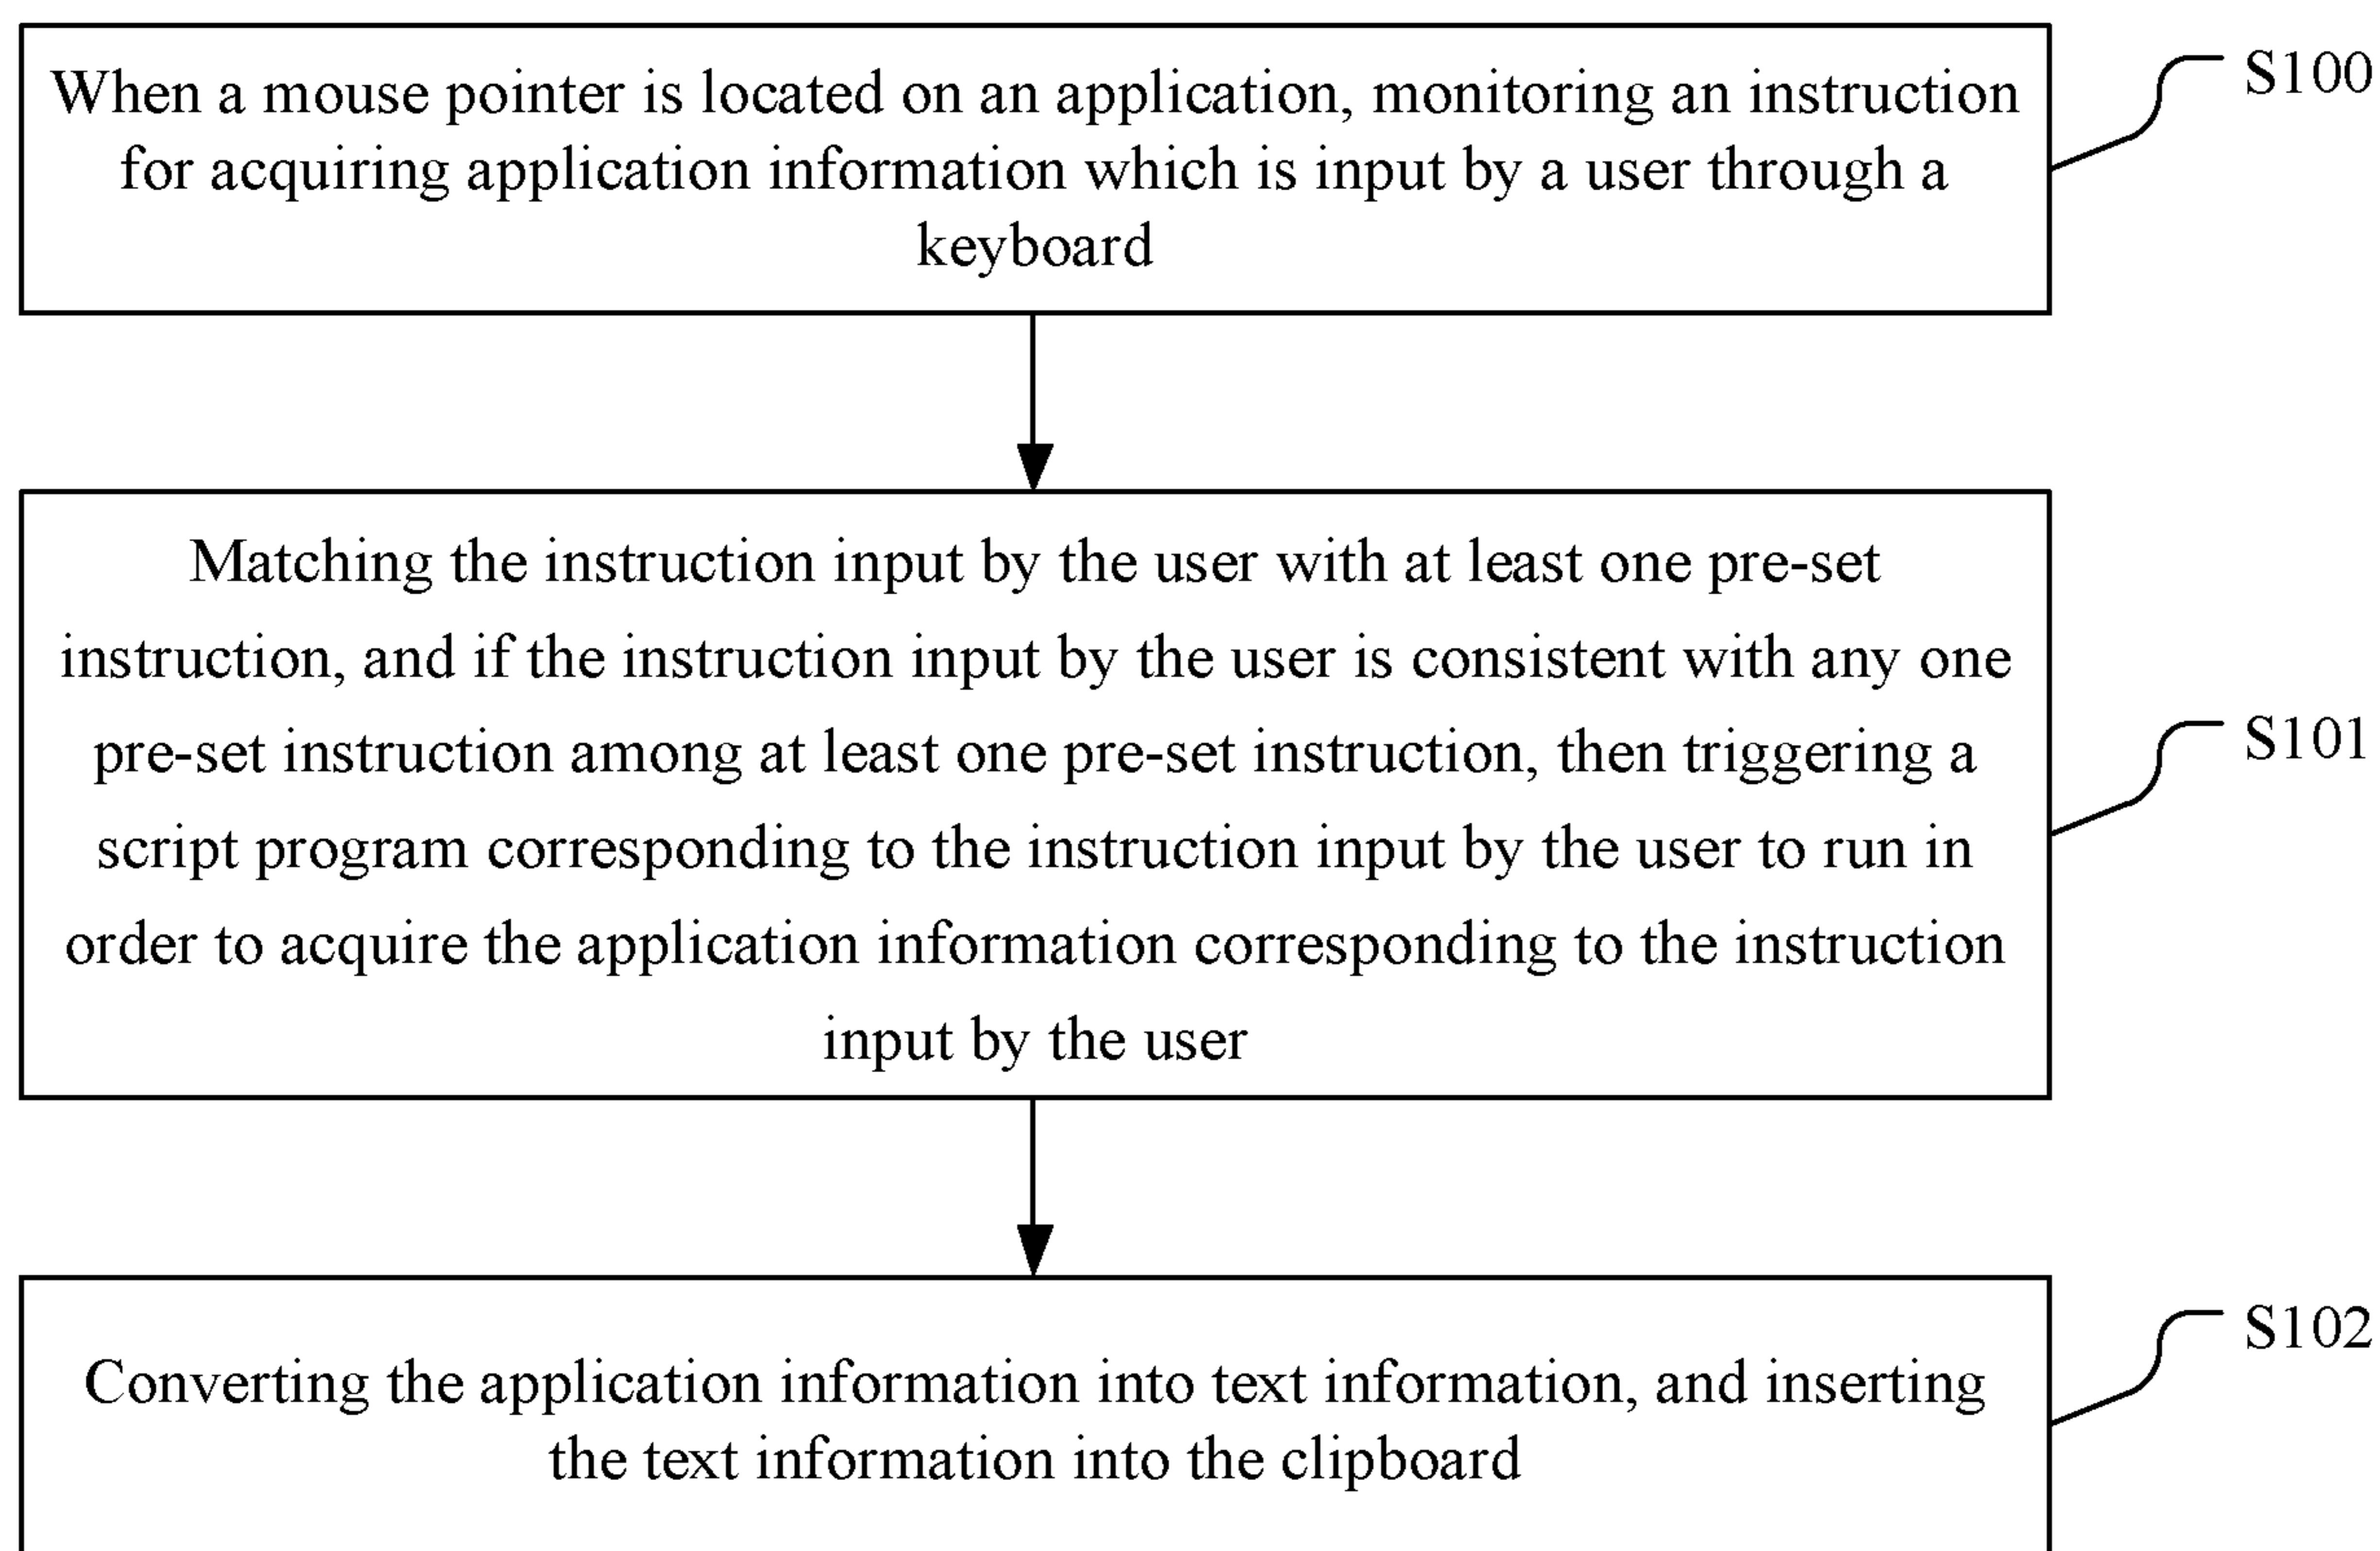 When a mouse pointer is located on an application, monitoring an instruction
for acquiring application information which is input by a user through a
keyboard
S100
Matching the instruction input by the user with at least one pre-set
instruction, and if the instruction input by the user is consistent with any one
pre-set instruction among at least one pre-set instruction, then triggering a
script program corresponding to the instruction input by the user to run in
order to acquire the application information corresponding to the instruction
input by the user
S101
Converting the application information into text information, and inserting
the text information into the clipboard
S102